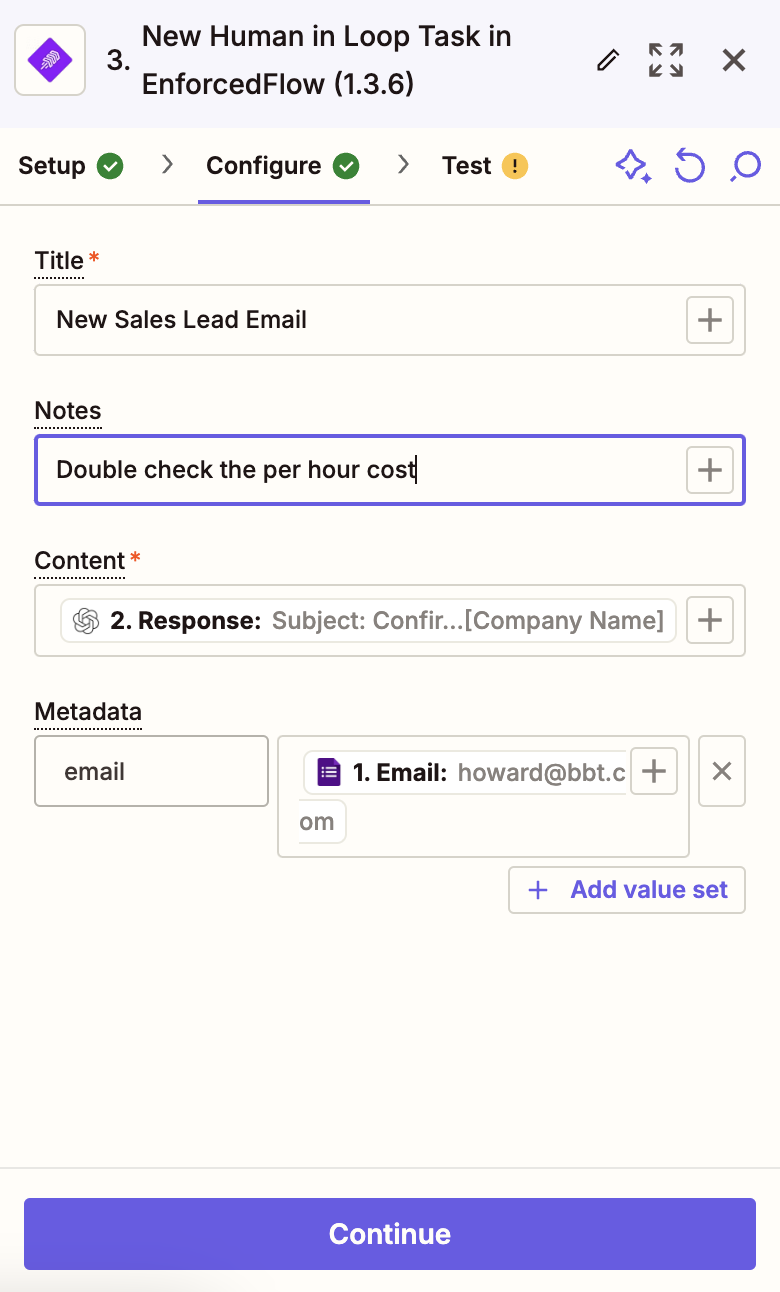 3. New Human in Loop Task in
EnforcedFlow (1.3.6)
Setup Configure Test
Title *
New Sales Lead Email
Notes
Double check the per hour cost
Content *
2. Response: Subject: Confir...[Company Name]
Metadata
email
1. Email: howard@bbt.c
om
+ Add value set
Continue